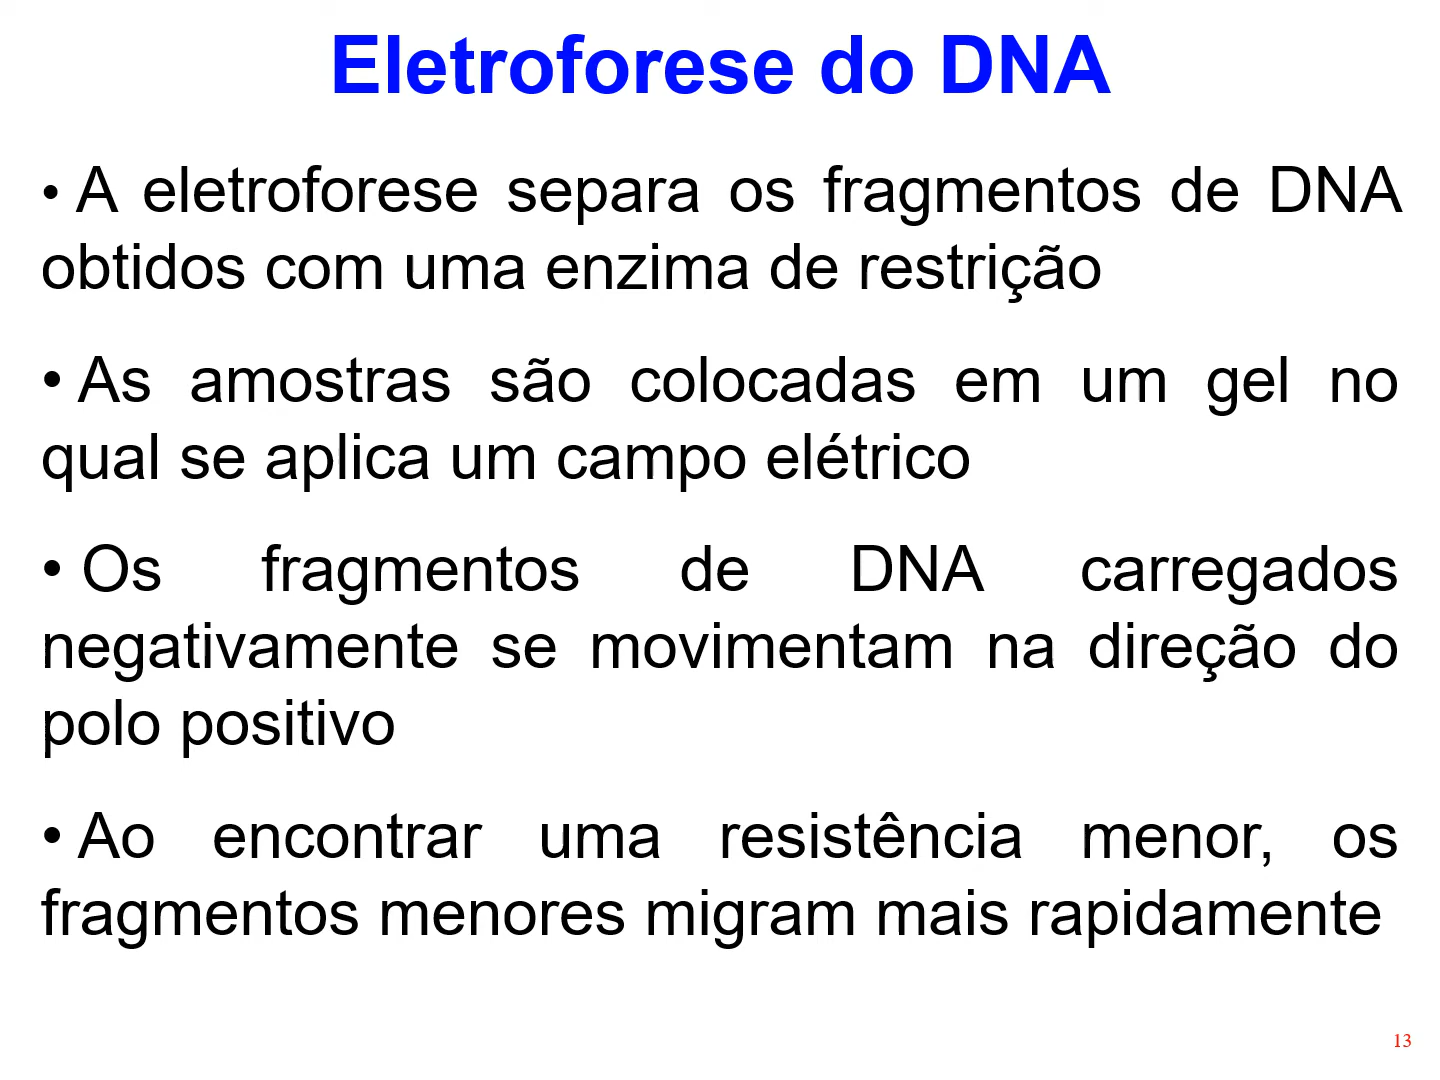 Eletroforese do DNA
• A eletroforese separa os fragmentos de DNA
obtidos com uma enzima de restrição
• As amostras são colocadas em um gel no
qual se aplica um campo elétrico
• Os fragmentos de DNA carregados
negativamente se movimentam na direção do
polo positivo
• Ao encontrar uma resistência menor, os
fragmentos menores migram mais rapidamente
13